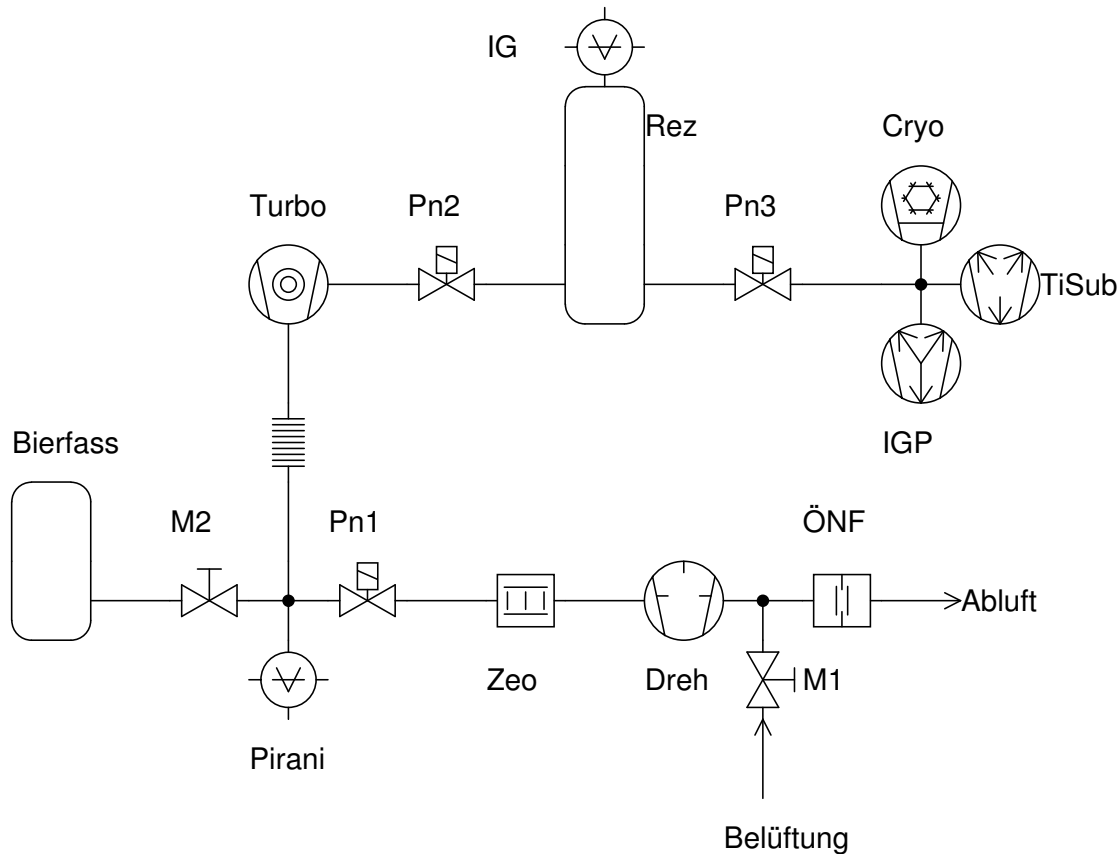 IG
Rez
Cryo
Turbo
Pn2
Pn3
TiSub
Bierfass
IGP
M2
Pn1
ÖNF
Abluft
Zeo
Dreh
M1
Pirani
Belüftung